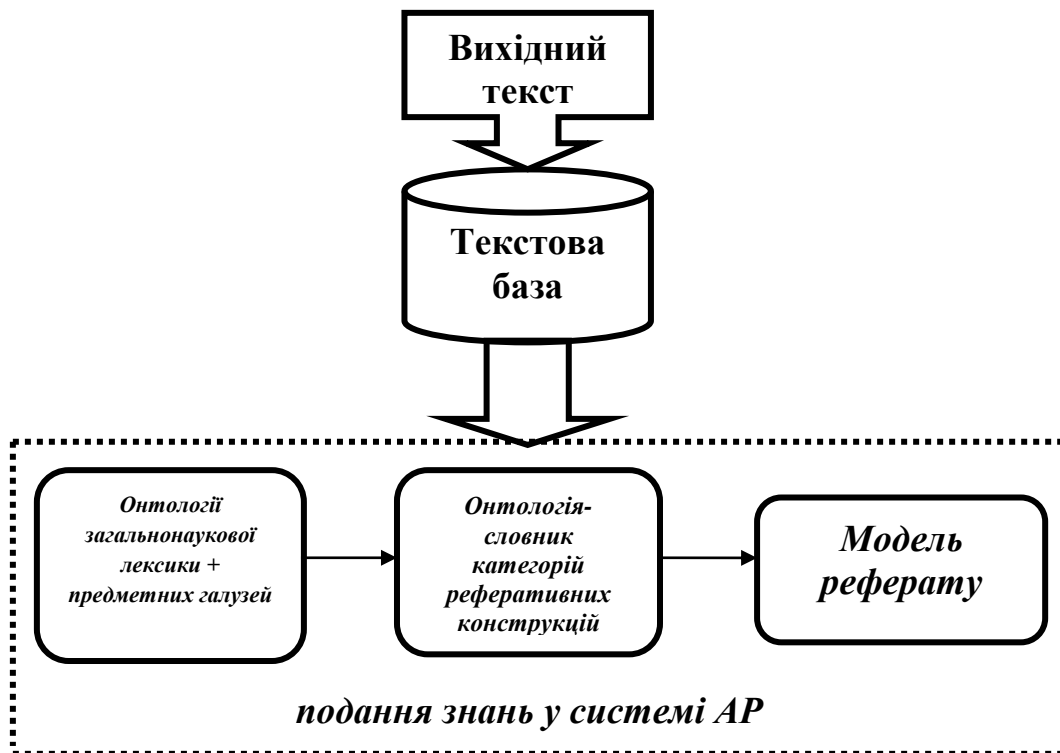 Вихідний
текст
Текстова
база
Онтології
загальнонаукової
лексики +
предметних галузей
Онтологія-
словник
категорій
реферативних
конструкцій
Модель
реферату
подання знань у системі АР